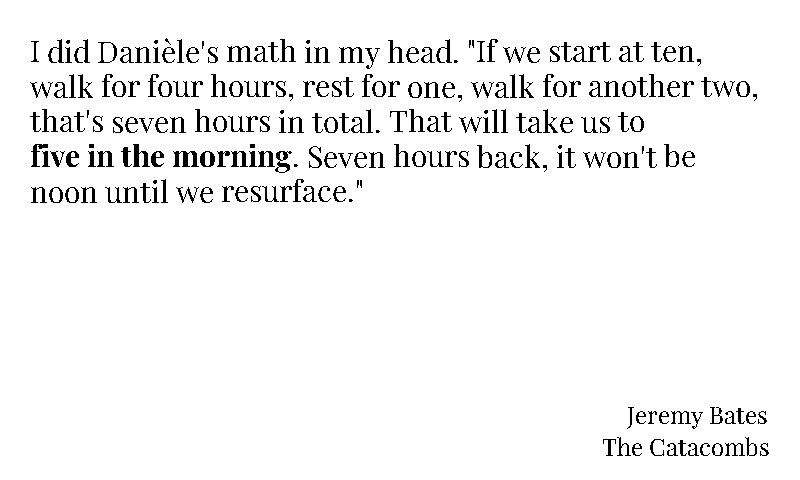 I did Danièle's math in my head. "If we start at ten,
walk for four hours, rest for one, walk for another two,
that's seven hours in total. That will take us to
five in the morning. Seven hours back, it won't be
noon until we resurface."
Jeremy Bates
The Catacombs